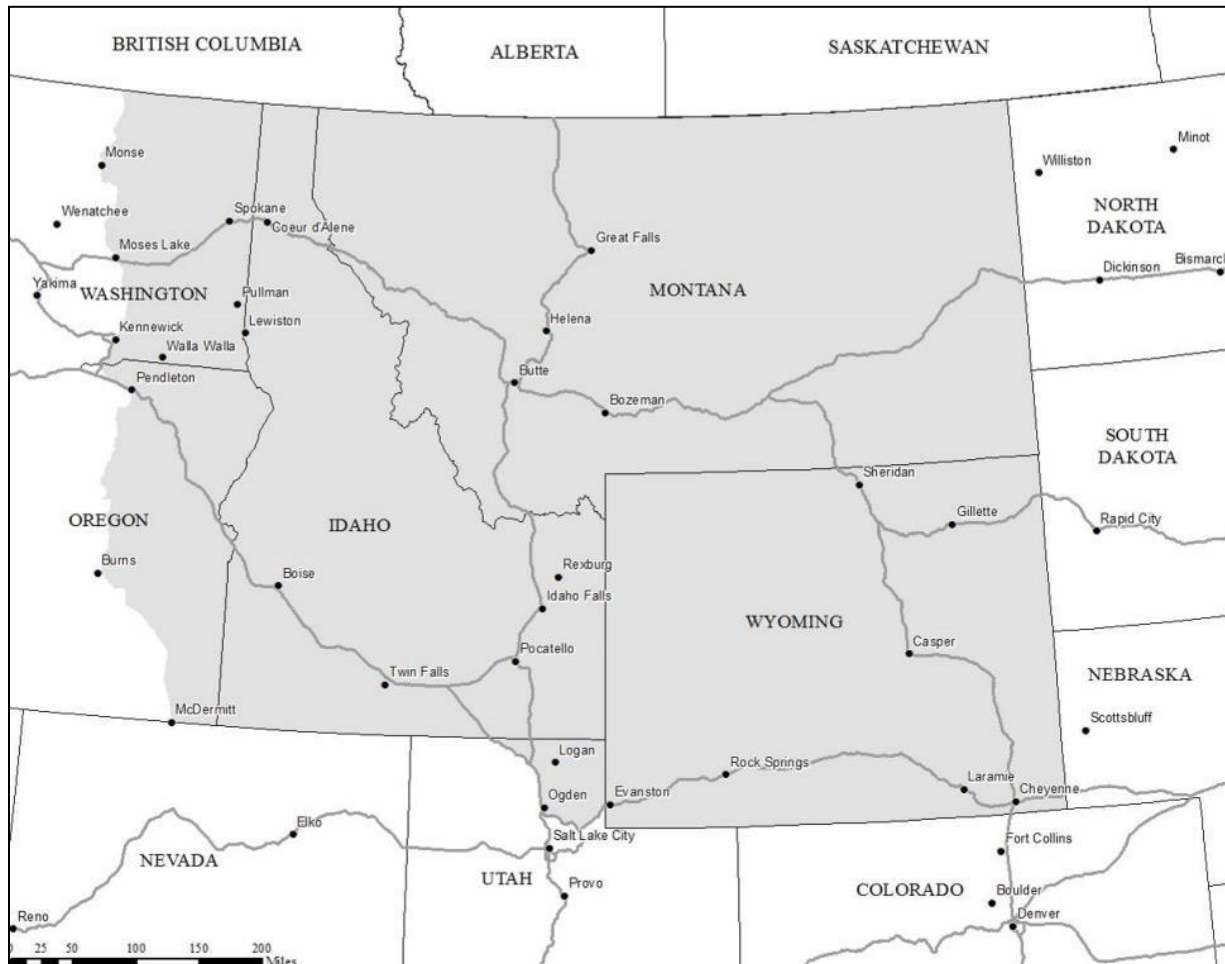 BRITISH COLUMBIA
ALBERTA
SASKATCHEWAN
Monse
Minot
Williston
Wenatchee
Spokane
Coeur d'Alene
NORTH
DAKOTA
Moses Lake
Great Falls
Dickinson
Bismarck
Yakima
WASHINGTON
Pullman
MONTANA
Kennewick
Lewiston
Helena
Walla Walla
Pendleton
Butte
Bozeman
SOUTH
DAKOTA
Sheridan
OREGON
IDAHO
Gillette
Rapid City
Burns
Boise
Rexburg
Idaho Falls
WYOMING
Casper
Pocatello
Twin Falls
NEBRASKA
McDermitt
Scottsbluff
Logan
Rock Springs
Laramie
Ogden
Evanston
Cheyenne
Elko
Salt Lake City
Fort Collins
NEVADA
UTAH
Provo
COLORADO
Boulder
Reno
Denver
0 25 50 100 150 200
Miles